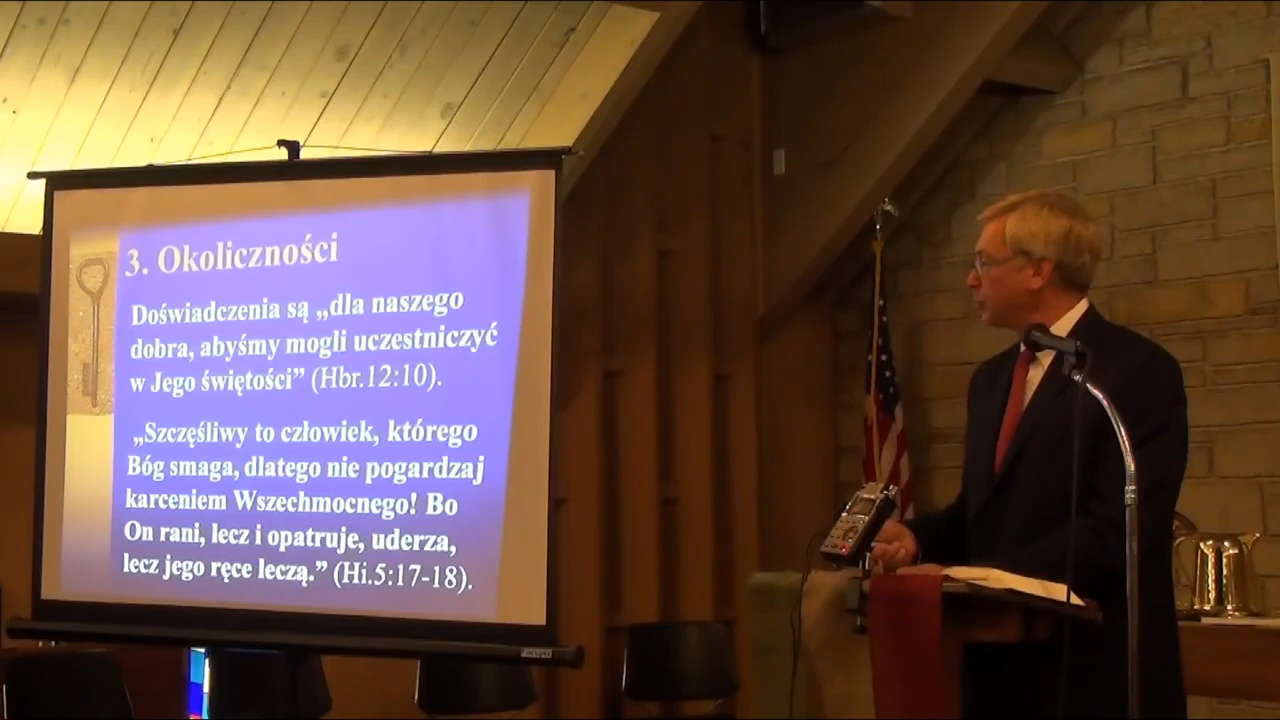 3. Okoliczności
Doświadczenia są „dla naszego
dobra, abyśmy mogli uczestniczyć
w Jego świętości” (Hbr.12:10).
„Szczęśliwy to człowiek, którego
Bóg smaga, dlatego nie pogardzaj
karceniem Wszechmocnego! Bo
On rani, lecz i opatruje, uderza,
lecz jego ręce leczą.” (Hi.5:17-18).